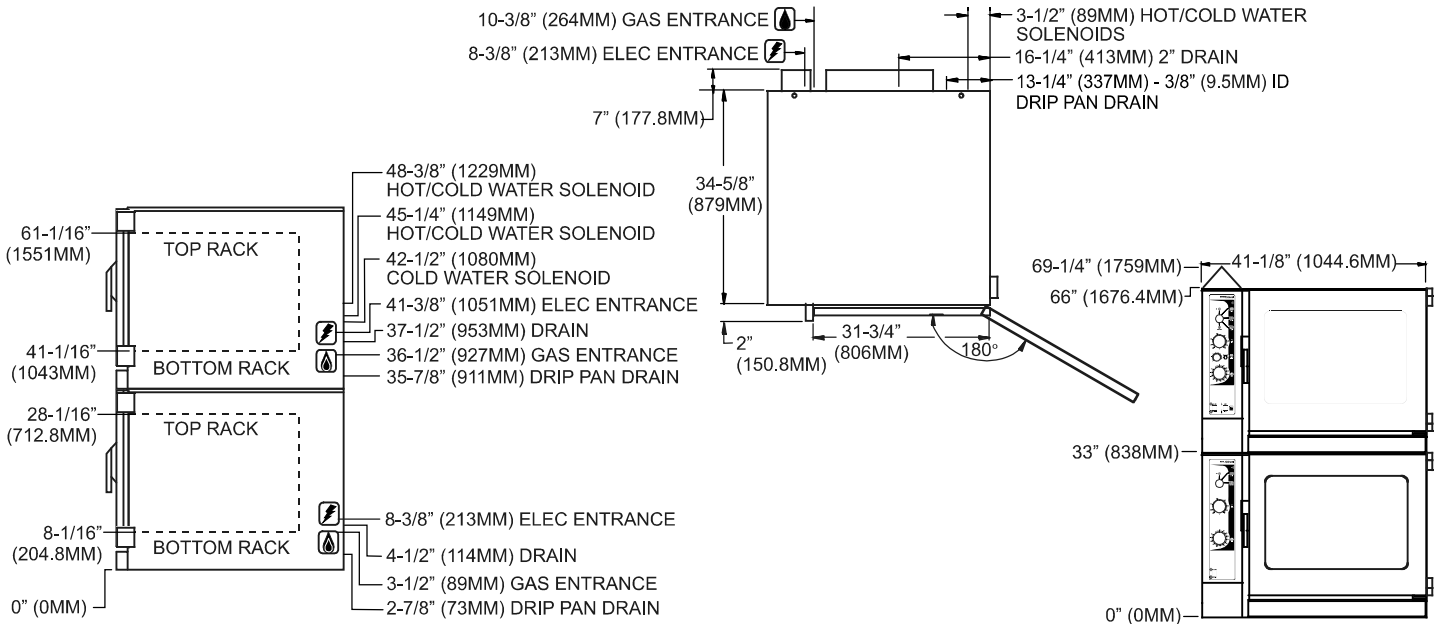 10-3/8” (264MM) GAS ENTRANCE
8-3/8” (213MM) ELEC ENTRANCE
3-1/2” (89MM) HOT/COLD WATER
SOLENOIDS
16-1/4” (413MM) 2” DRAIN
13-1/4” (337MM) - 3/8” (9.5MM) ID
DRIP PAN DRAIN
7” (177.8MM)
34-5/8”
(879MM)
2”
(150.8MM)
31-3/4”
(806MM)
180°
48-3/8” (1229MM)
HOT/COLD WATER SOLENOID
45-1/4” (1149MM)
HOT/COLD WATER SOLENOID
42-1/2” (1080MM)
COLD WATER SOLENOID
41-3/8” (1051MM) ELEC ENTRANCE
37-1/2” (953MM) DRAIN
36-1/2” (927MM) GAS ENTRANCE
35-7/8” (911MM) DRIP PAN DRAIN
61-1/16”
(1551MM)
TOP RACK
41-1/16”
(1043MM)
BOTTOM RACK
28-1/16”
(712.8MM)
TOP RACK
8-1/16”
(204.8MM)
BOTTOM RACK
0” (0MM)
8-3/8” (213MM) ELEC ENTRANCE
4-1/2” (114MM) DRAIN
3-1/2” (89MM) GAS ENTRANCE
2-7/8” (73MM) DRIP PAN DRAIN
69-1/4” (1759MM)
41-1/8” (1044.6MM)
66” (1676.4MM)
33” (838MM)
0” (0MM)